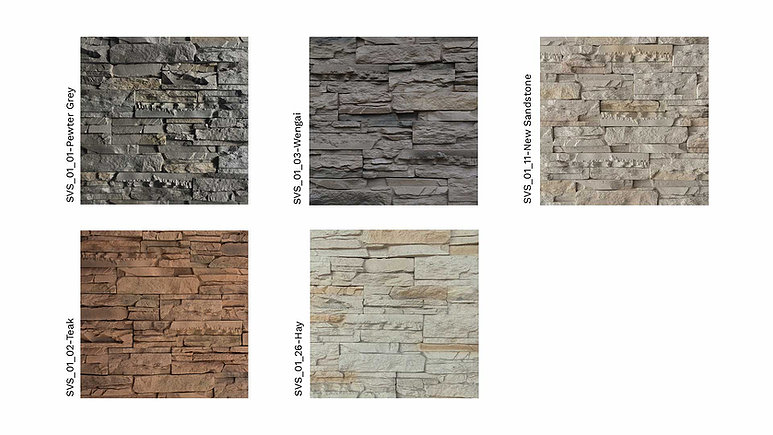 SVS_01_01-Pewter Grey
SVS_01_03-Wengai
SVS_01_11-New Sandstone
SVS_01_02-Teak
SVS_01_26-Hay